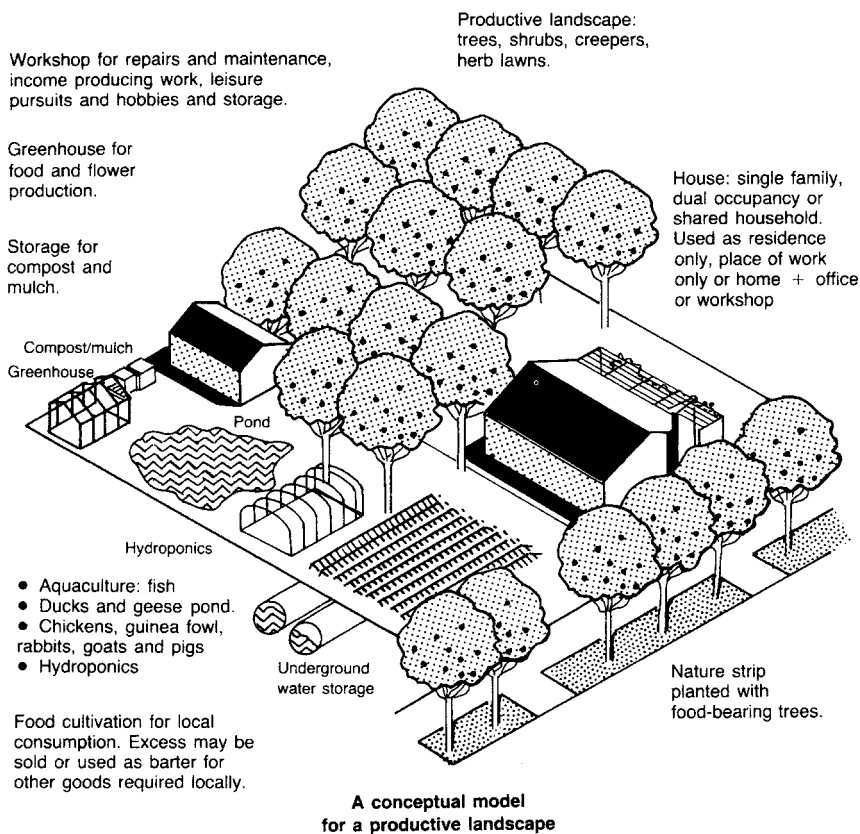 Productive landscape:
trees, shrubs, creepers,
herb lawns.
Workshop for repairs and maintenance,
income producing work, leisure
pursuits and hobbies and storage.
Greenhouse for
food and flower
production.
House: single family,
dual occupancy or
shared household.
Used as residence
only, place of work
only or home + office
or workshop
Storage for
compost and
mulch.
Compost/mulch
Greenhouse
Pond
Hydroponics
• Aquaculture: fish
• Ducks and geese pond.
• Chickens, guinea fowl,
rabbits, goats and pigs
• Hydroponics
Underground
water storage
Nature strip
planted with
food-bearing trees.
Food cultivation for local
consumption. Excess may be
sold or used as barter for
other goods required locally.
A conceptual model
for a productive landscape